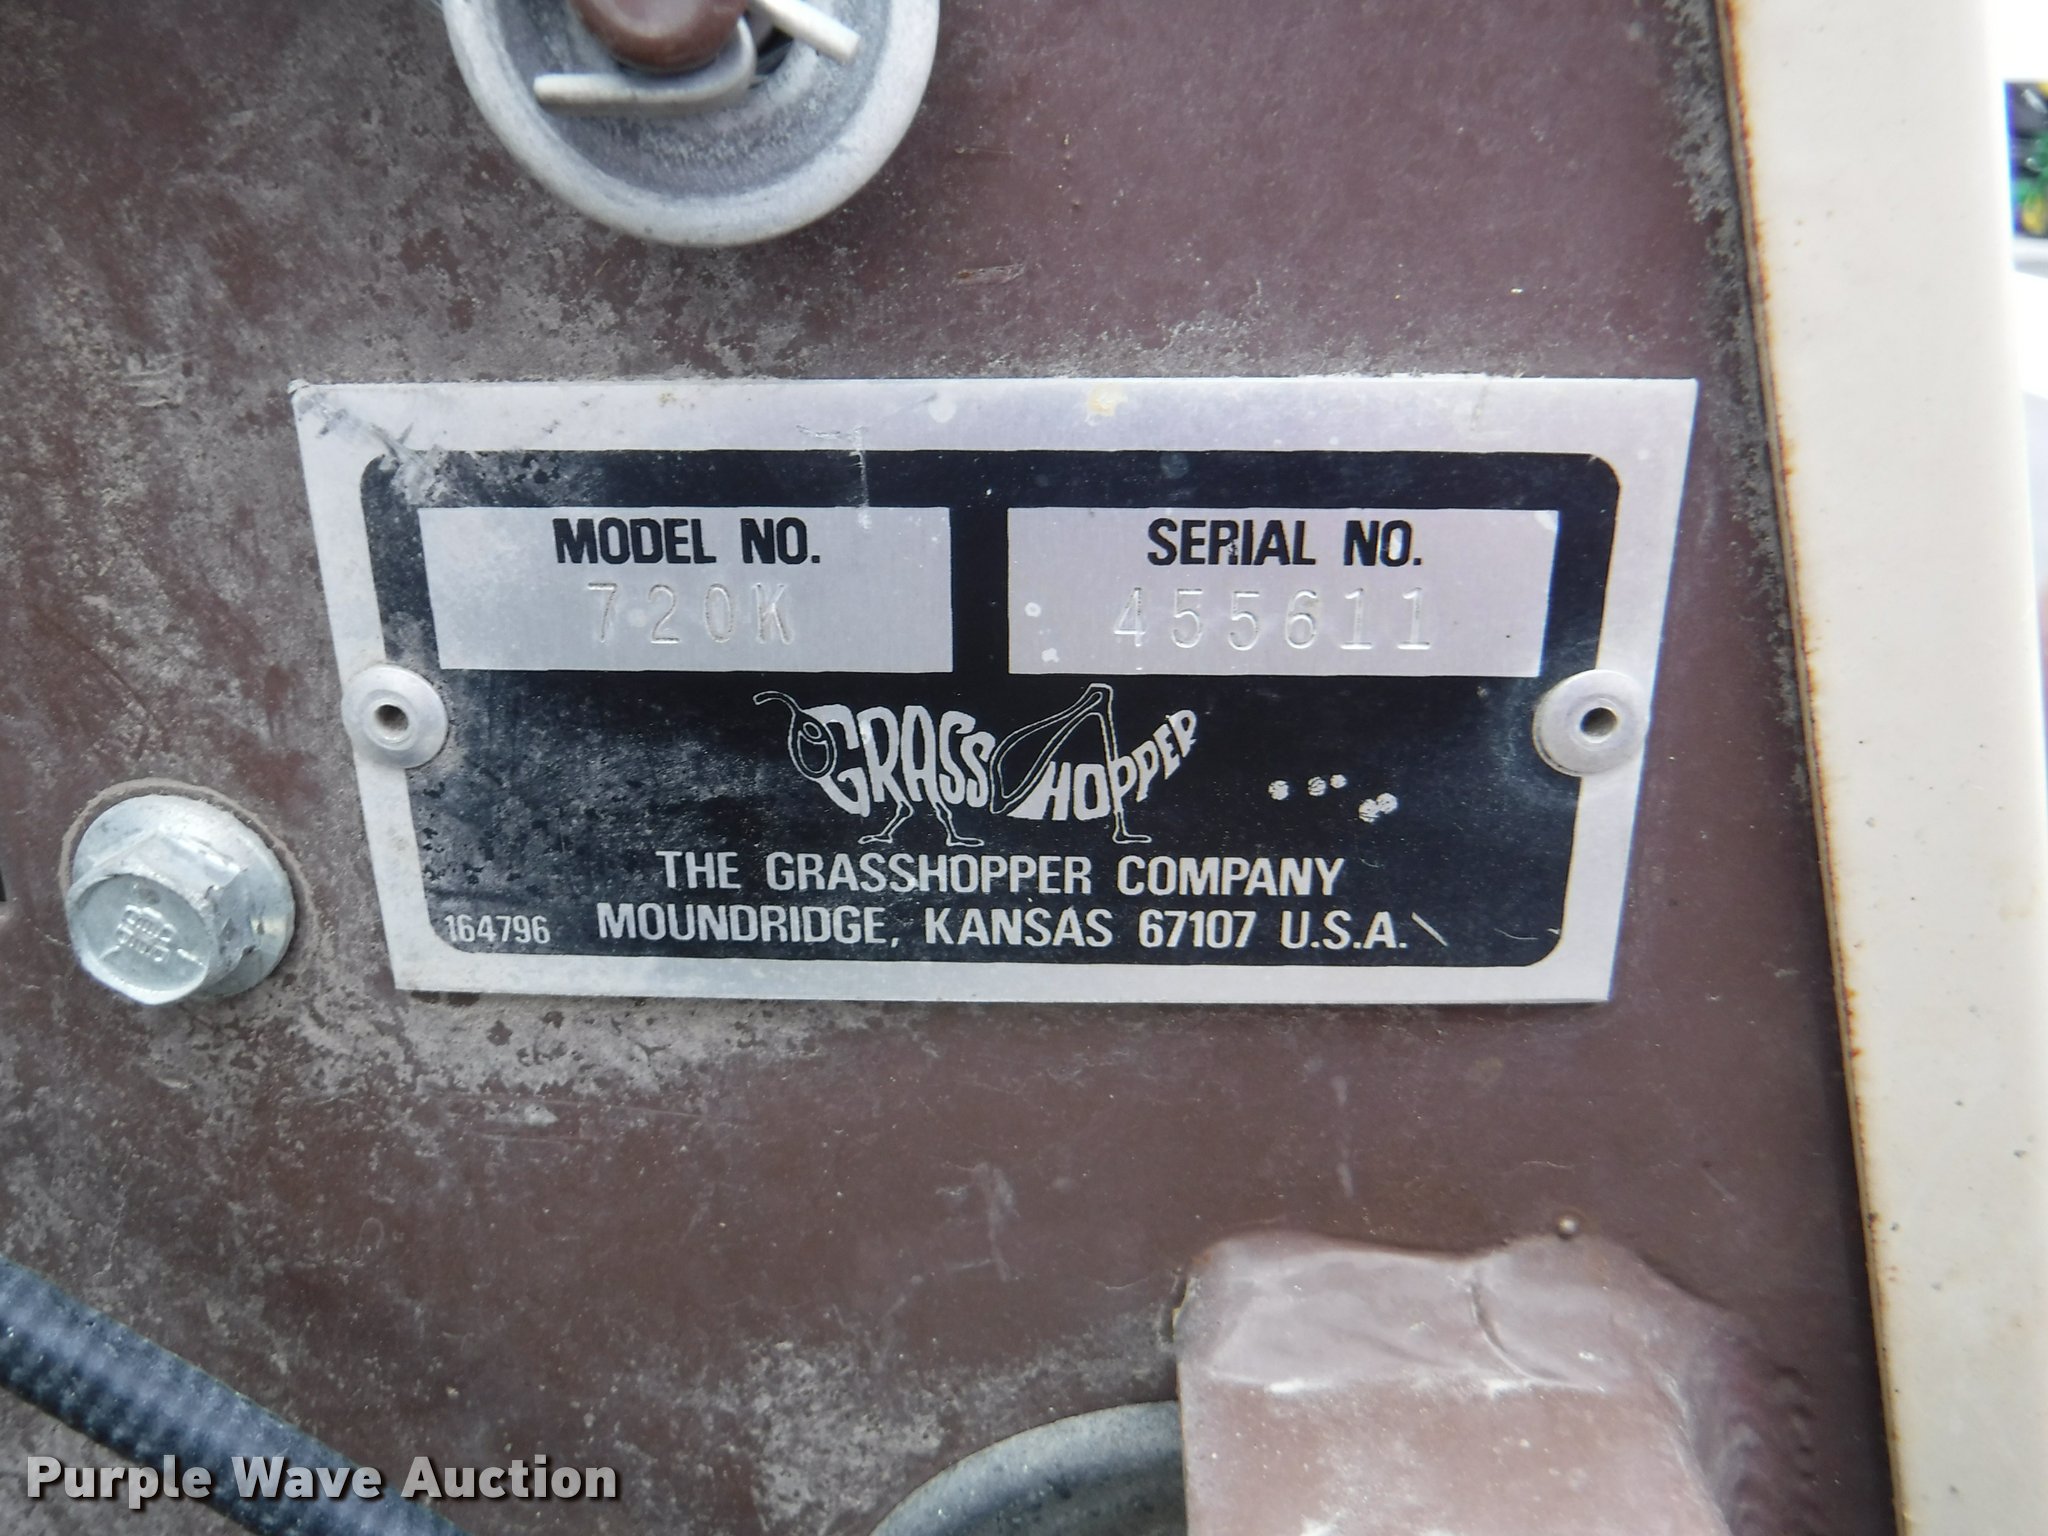 MODEL NO.
720K
SERIAL NO.
455611
GRASSHOPPER
THE GRASSHOPPER COMPANY
164796 MOUNDRIDGE, KANSAS 67107 U.S.A.
Purple Wave Auction